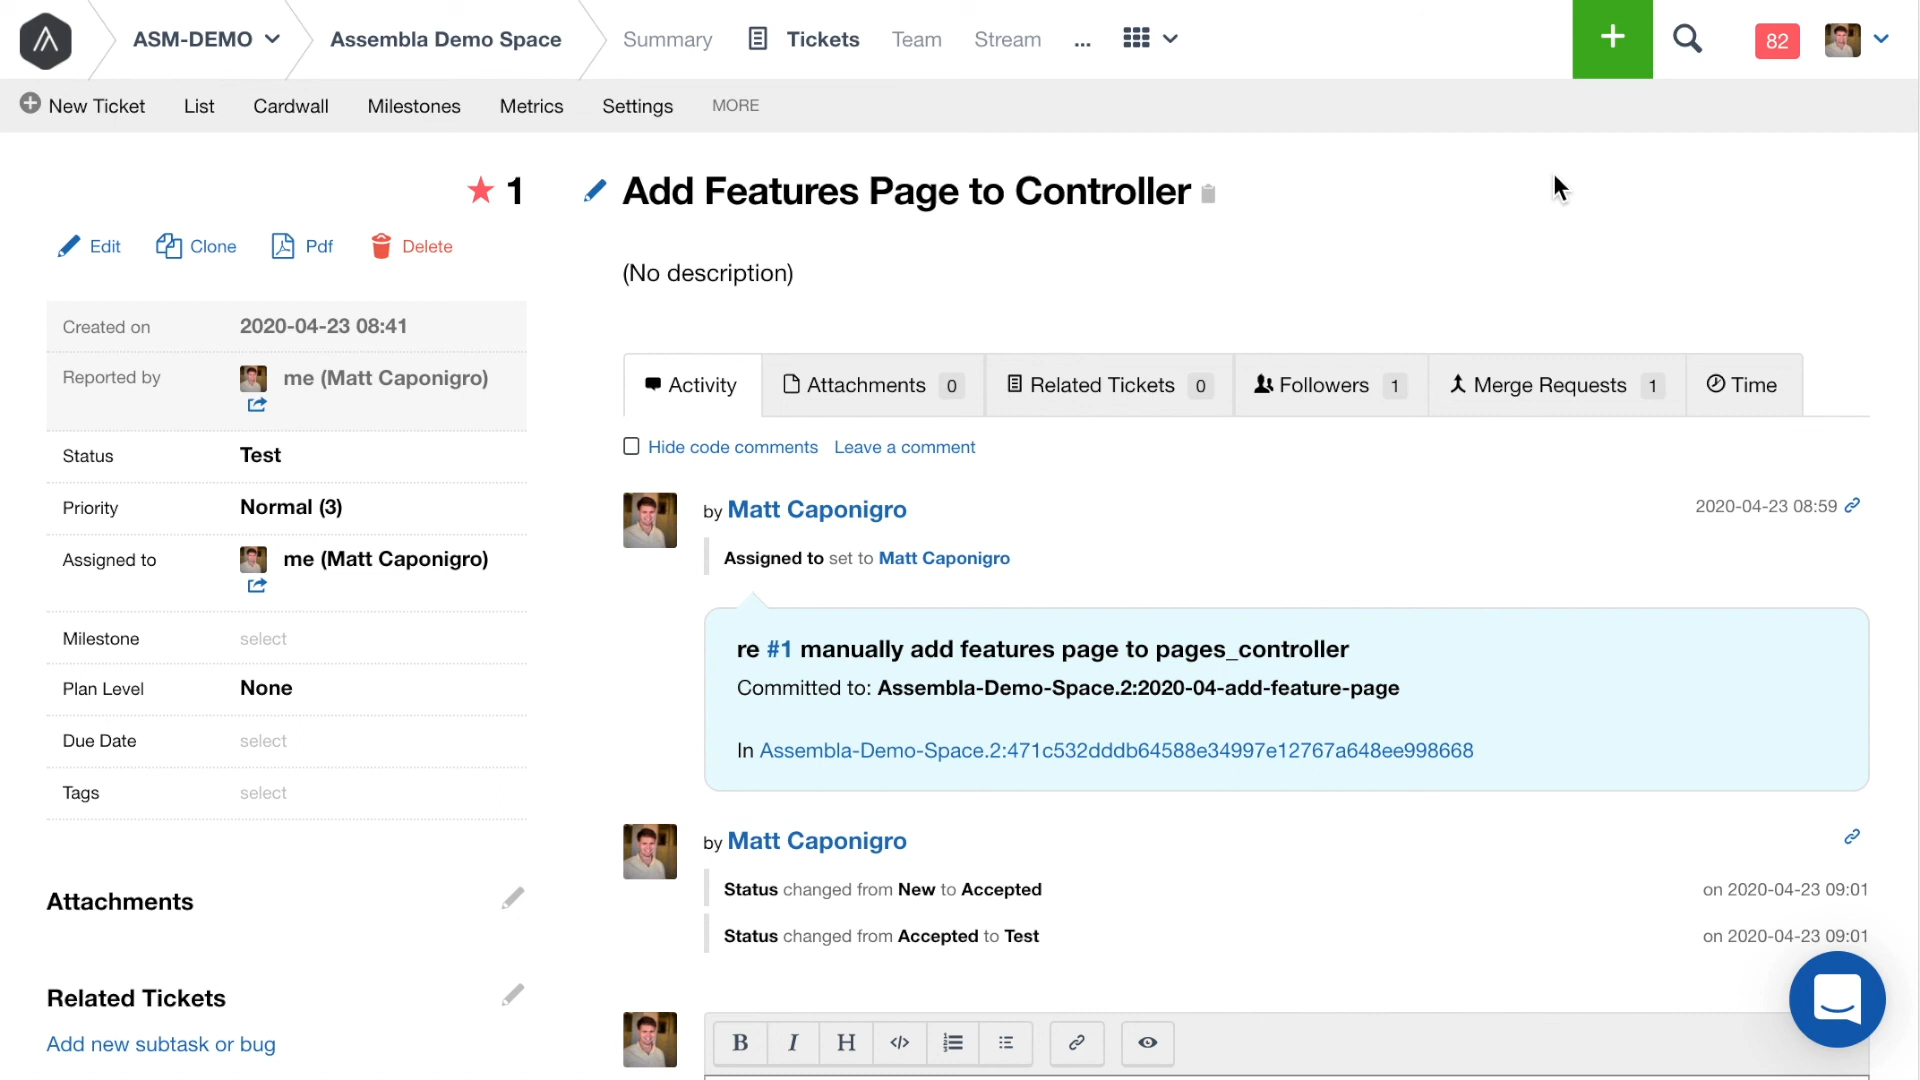 ASM-DEMO Assembla Demo Space Summary Tickets Team Stream ... 82
New Ticket List Cardwall Milestones Metrics Settings MORE
1 Add Features Page to Controller
Edit Clone Pdf Delete
(No description)
Created on 2020-04-23 08:41
Reported by me (Matt Caponigro)
Status Test
Priority Normal (3)
Assigned to me (Matt Caponigro)
Milestone select
Plan Level None
Due Date select
Tags select
Attachments
Related Tickets
Add new subtask or bug
Activity Attachments 0 Related Tickets 0 Followers 1 Merge Requests 1 Time
Hide code comments Leave a comment
by Matt Caponigro 2020-04-23 08:59
Assigned to set to Matt Caponigro
re #1 manually add features page to pages_controller
Committed to: Assembla-Demo-Space.2:2020-04-add-feature-page
In Assembla-Demo-Space.2:471c532dddb64588e34997e12767a648ee998668
by Matt Caponigro
Status changed from New to Accepted on 2020-04-23 09:01
Status changed from Accepted to Test on 2020-04-23 09:01
B I H </>